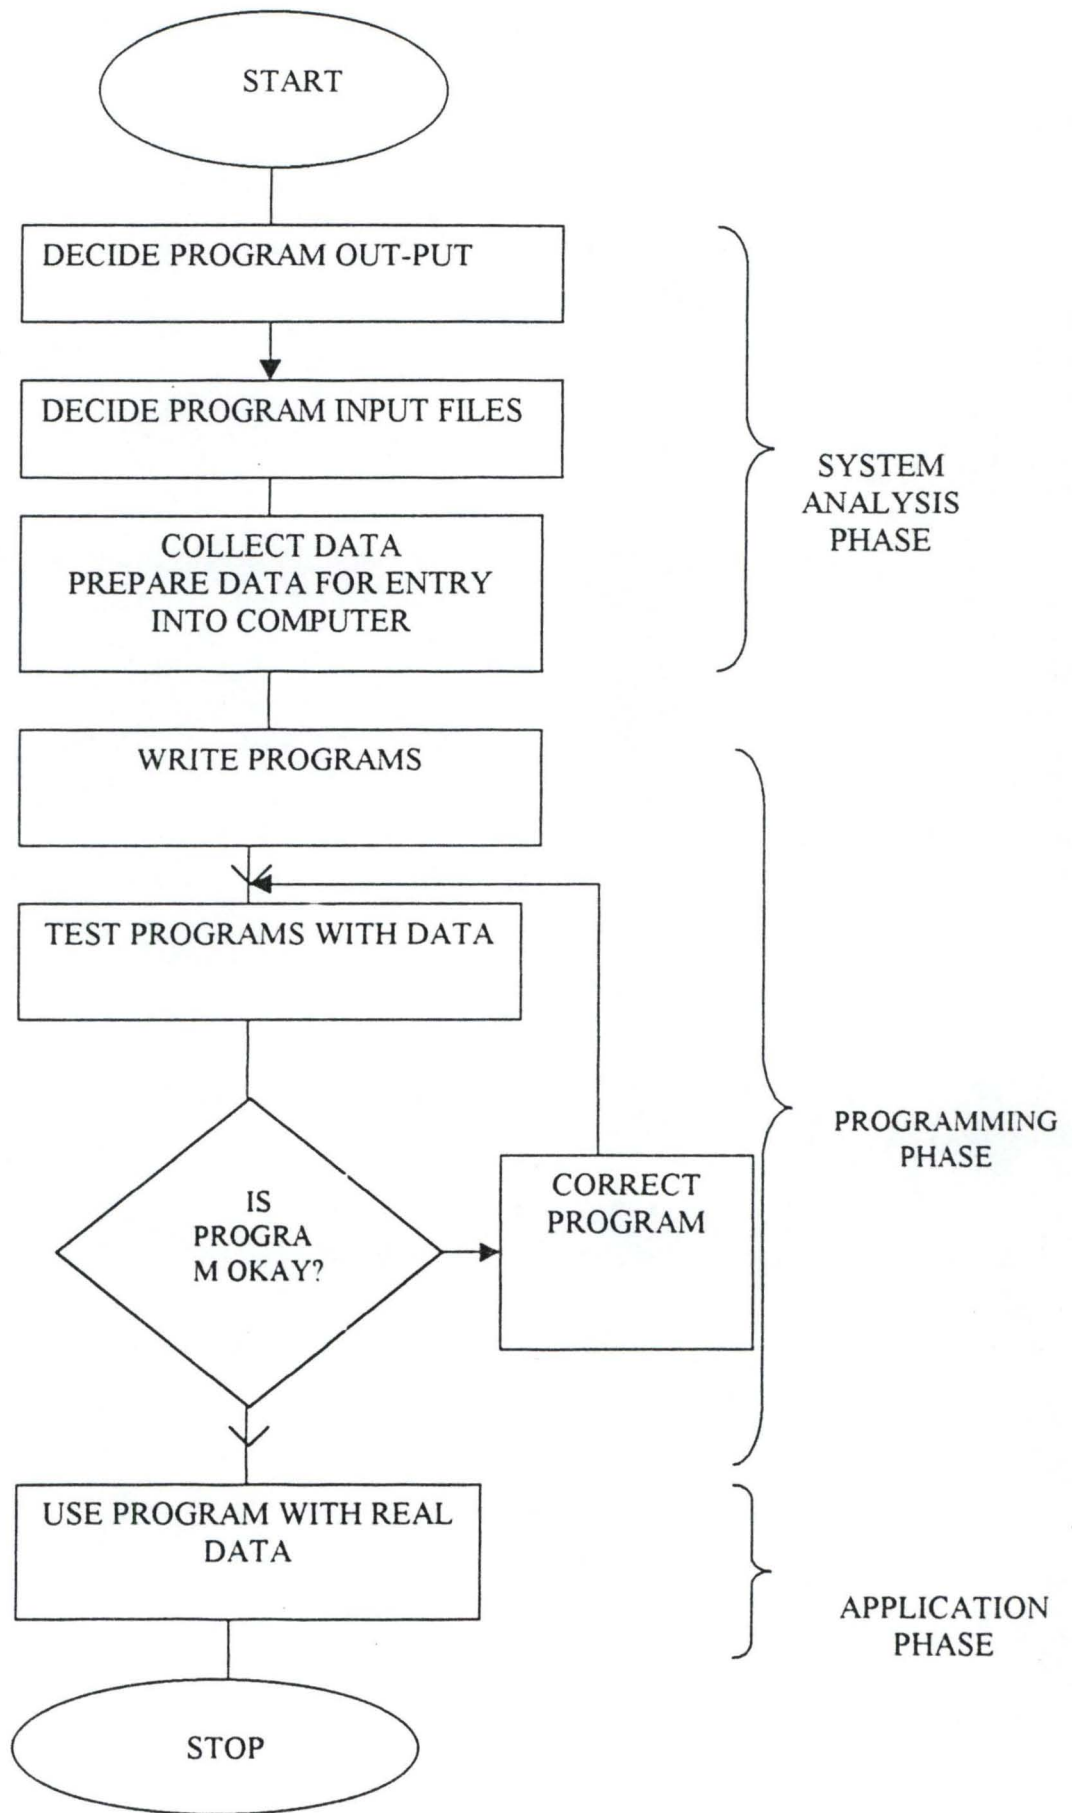 START
DECIDE PROGRAM OUT-PUT
DECIDE PROGRAM INPUT FILES
COLLECT DATA
PREPARE DATA FOR ENTRY
INTO COMPUTER
SYSTEM
ANALYSIS
PHASE
WRITE PROGRAMS
TEST PROGRAMS WITH DATA
IS
PROGRA
M OKAY?
CORRECT
PROGRAM
PROGRAMMING
PHASE
USE PROGRAM WITH REAL
DATA
APPLICATION
PHASE
STOP